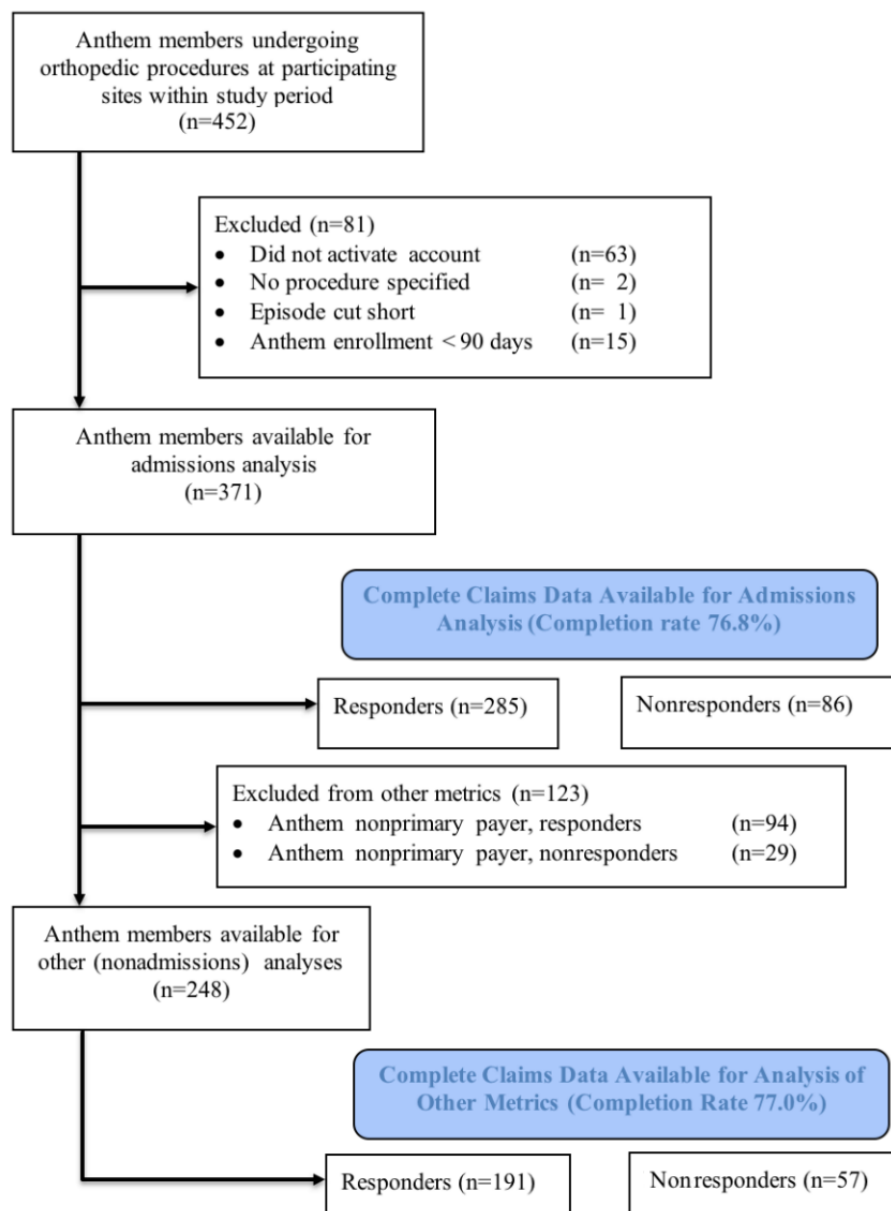 Anthem members undergoing
orthopedic procedures at participating
sites within study period
(n=452)
Excluded (n=81)
• Did not activate account (n=63)
• No procedure specified (n= 2)
• Episode cut short (n= 1)
• Anthem enrollment < 90 days (n=15)
Anthem members available for
admissions analysis
(n=371)
Complete Claims Data Available for Admissions
Analysis (Completion rate 76.8%)
Responders (n=285)
Nonresponders (n=86)
Excluded from other metrics (n=123)
• Anthem nonprimary payer, responders (n=94)
• Anthem nonprimary payer, nonresponders (n=29)
Anthem members available for
other (nonadmissions) analyses
(n=248)
Complete Claims Data Available for Analysis of
Other Metrics (Completion Rate 77.0%)
Responders (n=191)
Nonresponders (n=57)